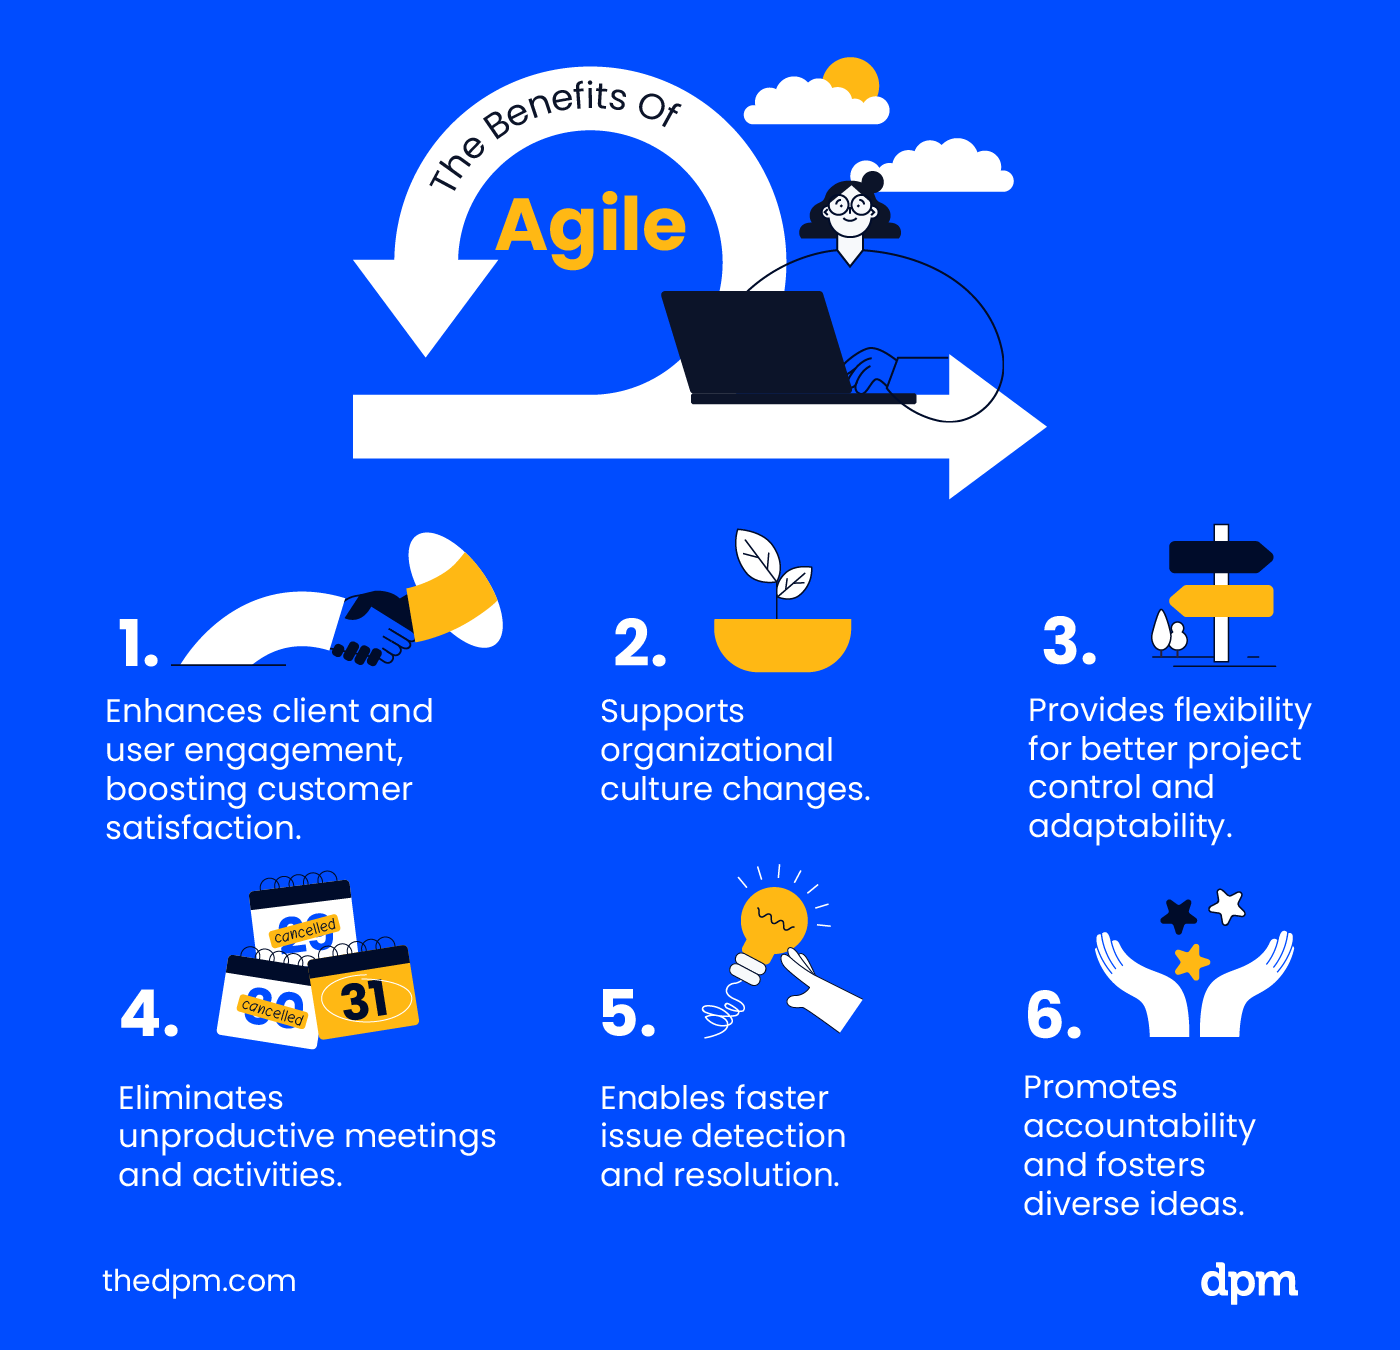 The Benefits Of
Agile
1.
Enhances client and
user engagement,
boosting customer
satisfaction.
2.
Supports
organizational
culture changes.
3.
Provides flexibility
for better project
control and
adaptability.
4.
29
cancelled
30
cancelled
31
Eliminates
unproductive meetings
and activities.
5.
Enables faster
issue detection
and resolution.
6.
Promotes
accountability
and fosters
diverse ideas.
thedpm.com
dpm